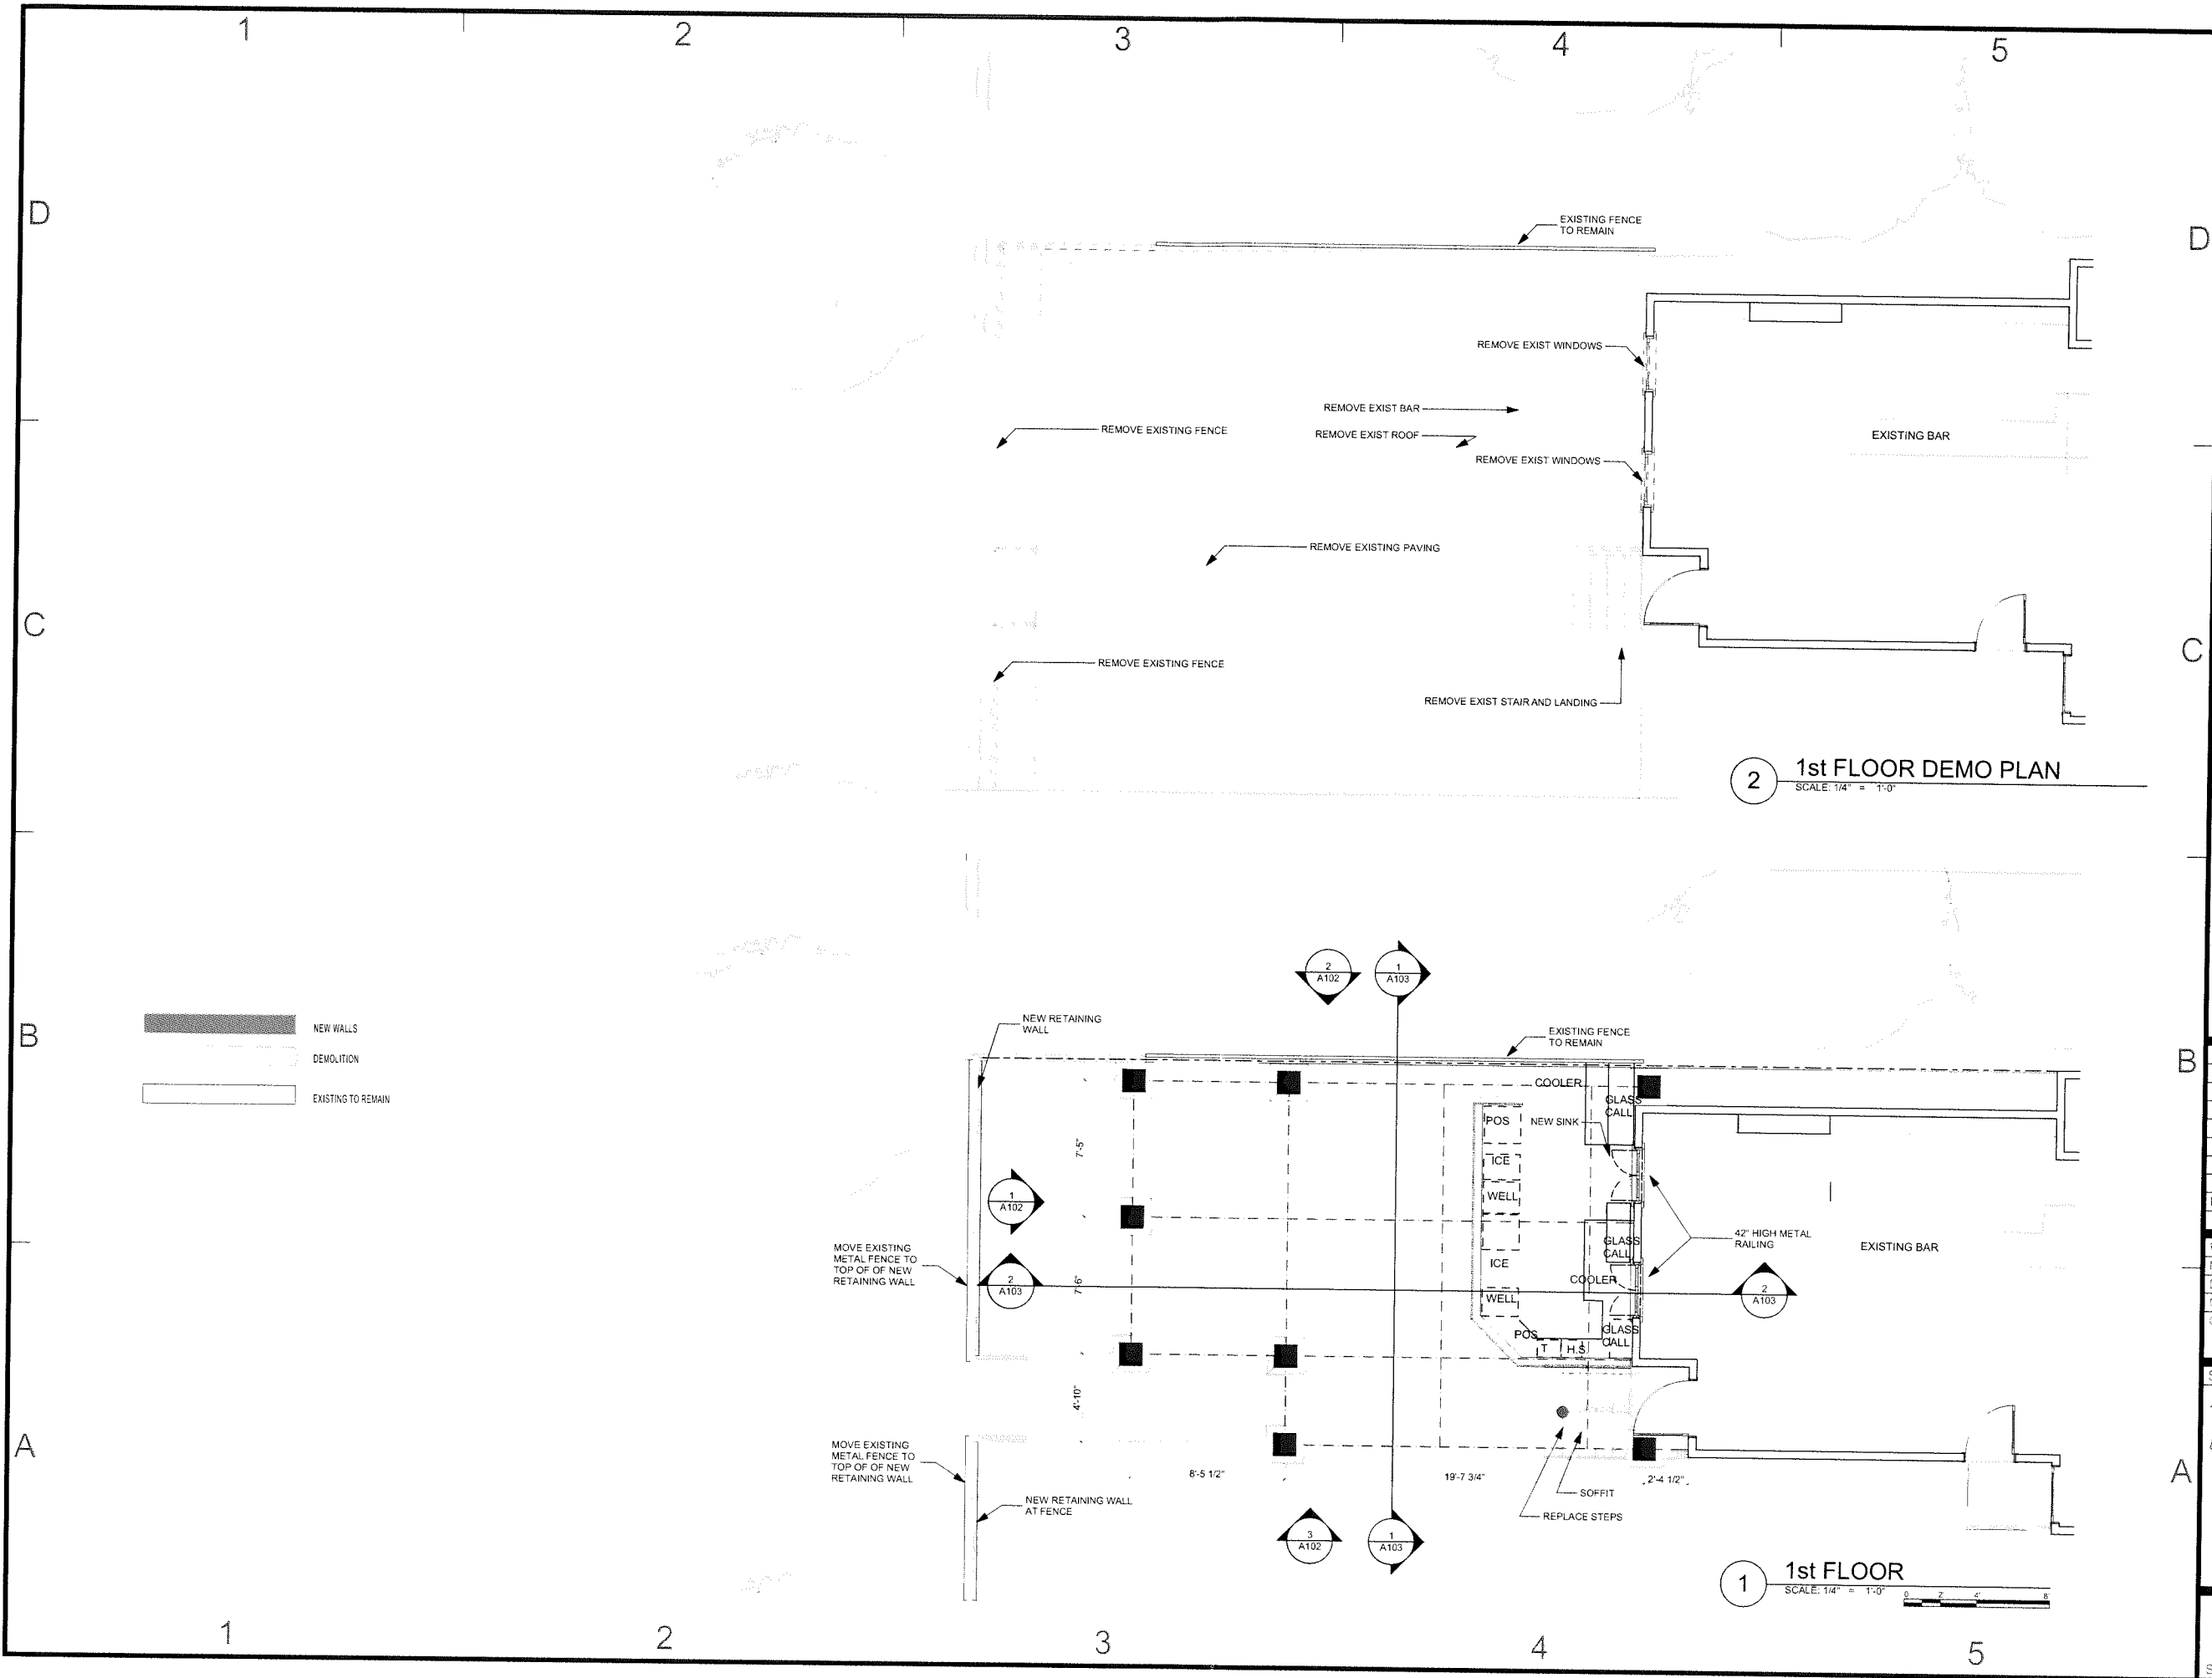 1 2 3 4 5
D D
EXISTING FENCE
TO REMAIN
REMOVE EXIST WINDOWS
REMOVE EXIST BAR
REMOVE EXISTING FENCE
REMOVE EXIST ROOF
EXISTING BAR
REMOVE EXIST WINDOWS
REMOVE EXISTING PAVING
C C
REMOVE EXISTING FENCE
REMOVE EXIST STAIR AND LANDING
2 1st FLOOR DEMO PLAN
SCALE: 1/4" = 1'-0"
2
A102
1
A103
B B
NEW WALLS
DEMOLITION
EXISTING TO REMAIN
NEW RETAINING
WALL
EXISTING FENCE
TO REMAIN
COOLER
GLASS
CALL
POS
NEW SINK
7'-5"
ICE
WELL
1
A102
42" HIGH METAL
RAILING
GLASS
CALL
EXISTING BAR
MOVE EXISTING
METAL FENCE TO
TOP OF OF NEW
RETAINING WALL
ICE
COOLER
2
A103
7'-6"
WELL
2
A103
POS
T
H.S.
GLASS
CALL
4'-10"
A A
MOVE EXISTING
METAL FENCE TO
TOP OF OF NEW
RETAINING WALL
8'-5 1/2"
19'-7 3/4"
2'-4 1/2"
NEW RETAINING WALL
AT FENCE
SOFFIT
REPLACE STEPS
3
A102
1
A103
1 1st FLOOR
SCALE: 1/4" = 1'-0"
0 2' 4' 8'
1 2 3 4 5